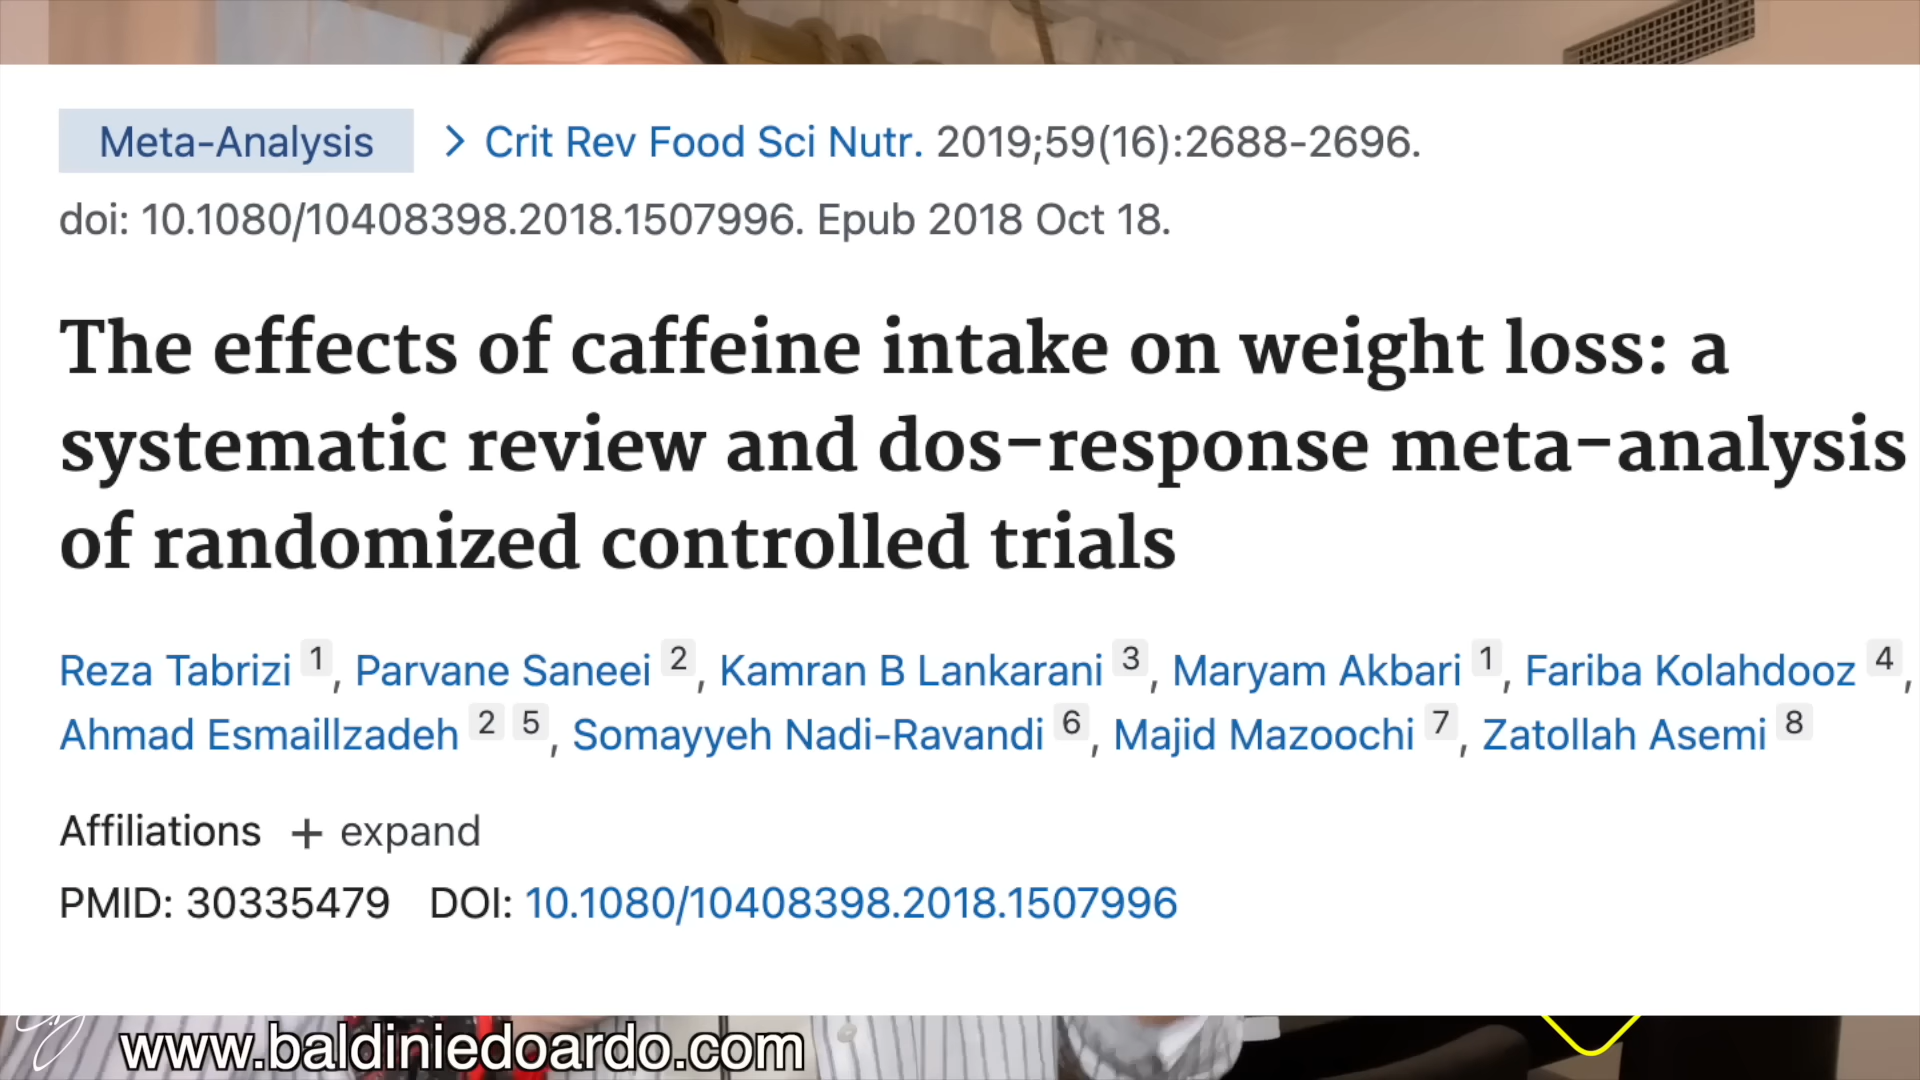 Meta-Analysis > Crit Rev Food Sci Nutr. 2019;59(16):2688-2696.
doi: 10.1080/10408398.2018.1507996. Epub 2018 Oct 18.
The effects of caffeine intake on weight loss: a
systematic review and dos-response meta-analysis
of randomized controlled trials
Reza Tabrizi 1, Parvane Saneei 2, Kamran B Lankarani 3, Maryam Akbari 1, Fariba Kolahdooz 4,
Ahmad Esmaillzadeh 2 5, Somayyeh Nadi-Ravandi 6, Majid Mazoochi 7, Zatollah Asemi 8
Affiliations + expand
PMID: 30335479 DOI: 10.1080/10408398.2018.1507996
www.baldiniedoardo.com